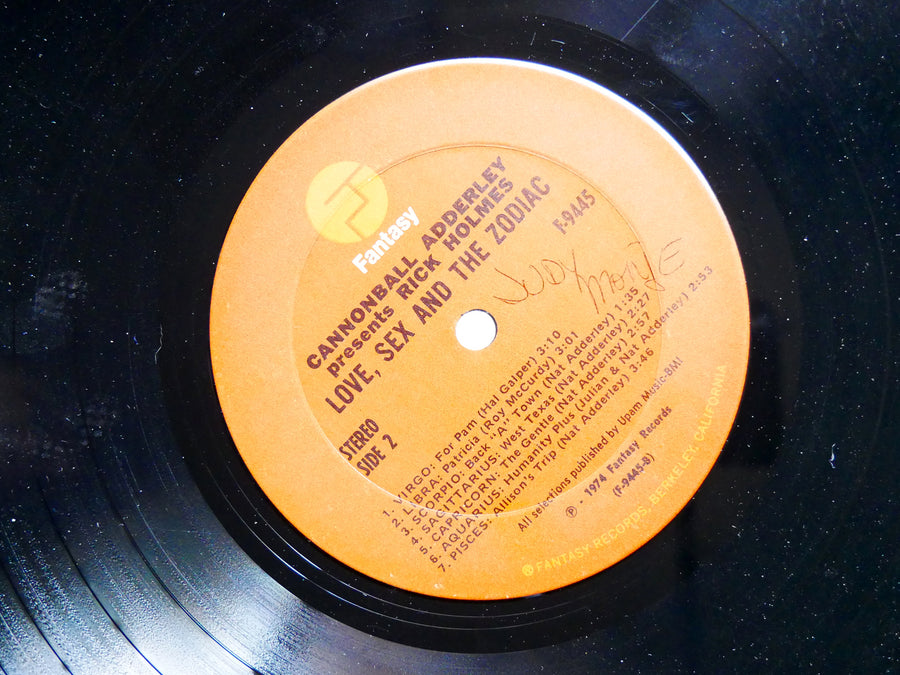 Fantasy
CANNONBALL ADDERLEY
presents RICK HOLMES
LOVE, SEX AND THE ZODIAC
F-9445
JUDY
STEREO
SIDE 2
1. VIRGO: For Pam (Hal Galper) 3:10
2. LIBRA: Patricia (Roy McCurdy) 3:01
3. SCORPIO: Back "A" Town (Nat Adderley) 1:35
4. SAGITTARIUS: West Texas (Nat Adderley) 2:27
5. CAPRICORN: The Gentle (Nat Adderley) 2:57
6. AQUARIUS: Humanity Plus (Julian & Nat Adderley) 2:53
7. PISCES: Allison's Trip (Nat Adderley) 3:46
All selections published by Upam Music-BMI
℗ - 1974 Fantasy Records
(F-9445-B)
FANTASY RECORDS, BERKELEY, CALIFORNIA